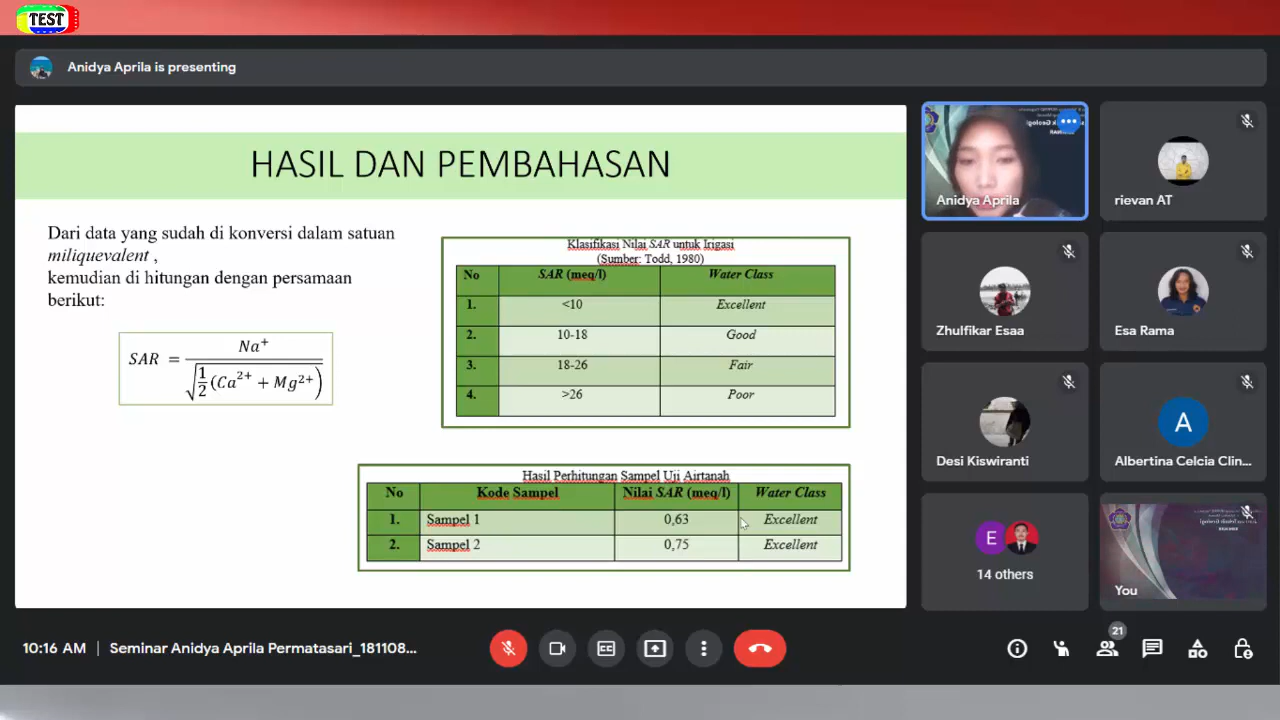 TEST
Anidya Aprila is presenting
HASIL DAN PEMBAHASAN
Dari data yang sudah di konversi dalam satuan
miliquevalent ,
kemudian di hitungan dengan persamaan
berikut:
SAR = Na⁺ / √(1/2 (Ca²⁺ + Mg²⁺))
Klasifikasi Nilai SAR untuk Irigasi
(Sumber: Todd, 1980)
No SAR (meq/l) Water Class
1. <10 Excellent
2. 10-18 Good
3. 18-26 Fair
4. >26 Poor
Hasil Perhitungan Sampel Uji Airtanah
No Kode Sampel Nilai SAR (meq/l) Water Class
1. Sampel 1 0,63 Excellent
2. Sampel 2 0,75 Excellent
Anidya Aprila
rievan AT
Zhulfikar Esaa
Esa Rama
Desi Kiswiranti
A
Albertina Celcia Clin...
E
14 others
You
10:16 AM | Seminar Anidya Aprila Permatasari_181108...
21